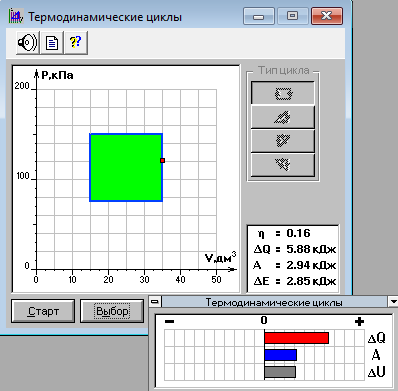 Термодинамические циклы
??
P,кПа
200
100
0
0 10 20 30 40 50
V,дм³
Тип цикла
η = 0.16
ΔQ = 5.88 кДж
A = 2.94 кДж
ΔE = 2.85 кДж
Старт
Выбор
Термодинамические циклы
− 0 +
ΔQ
A
ΔU